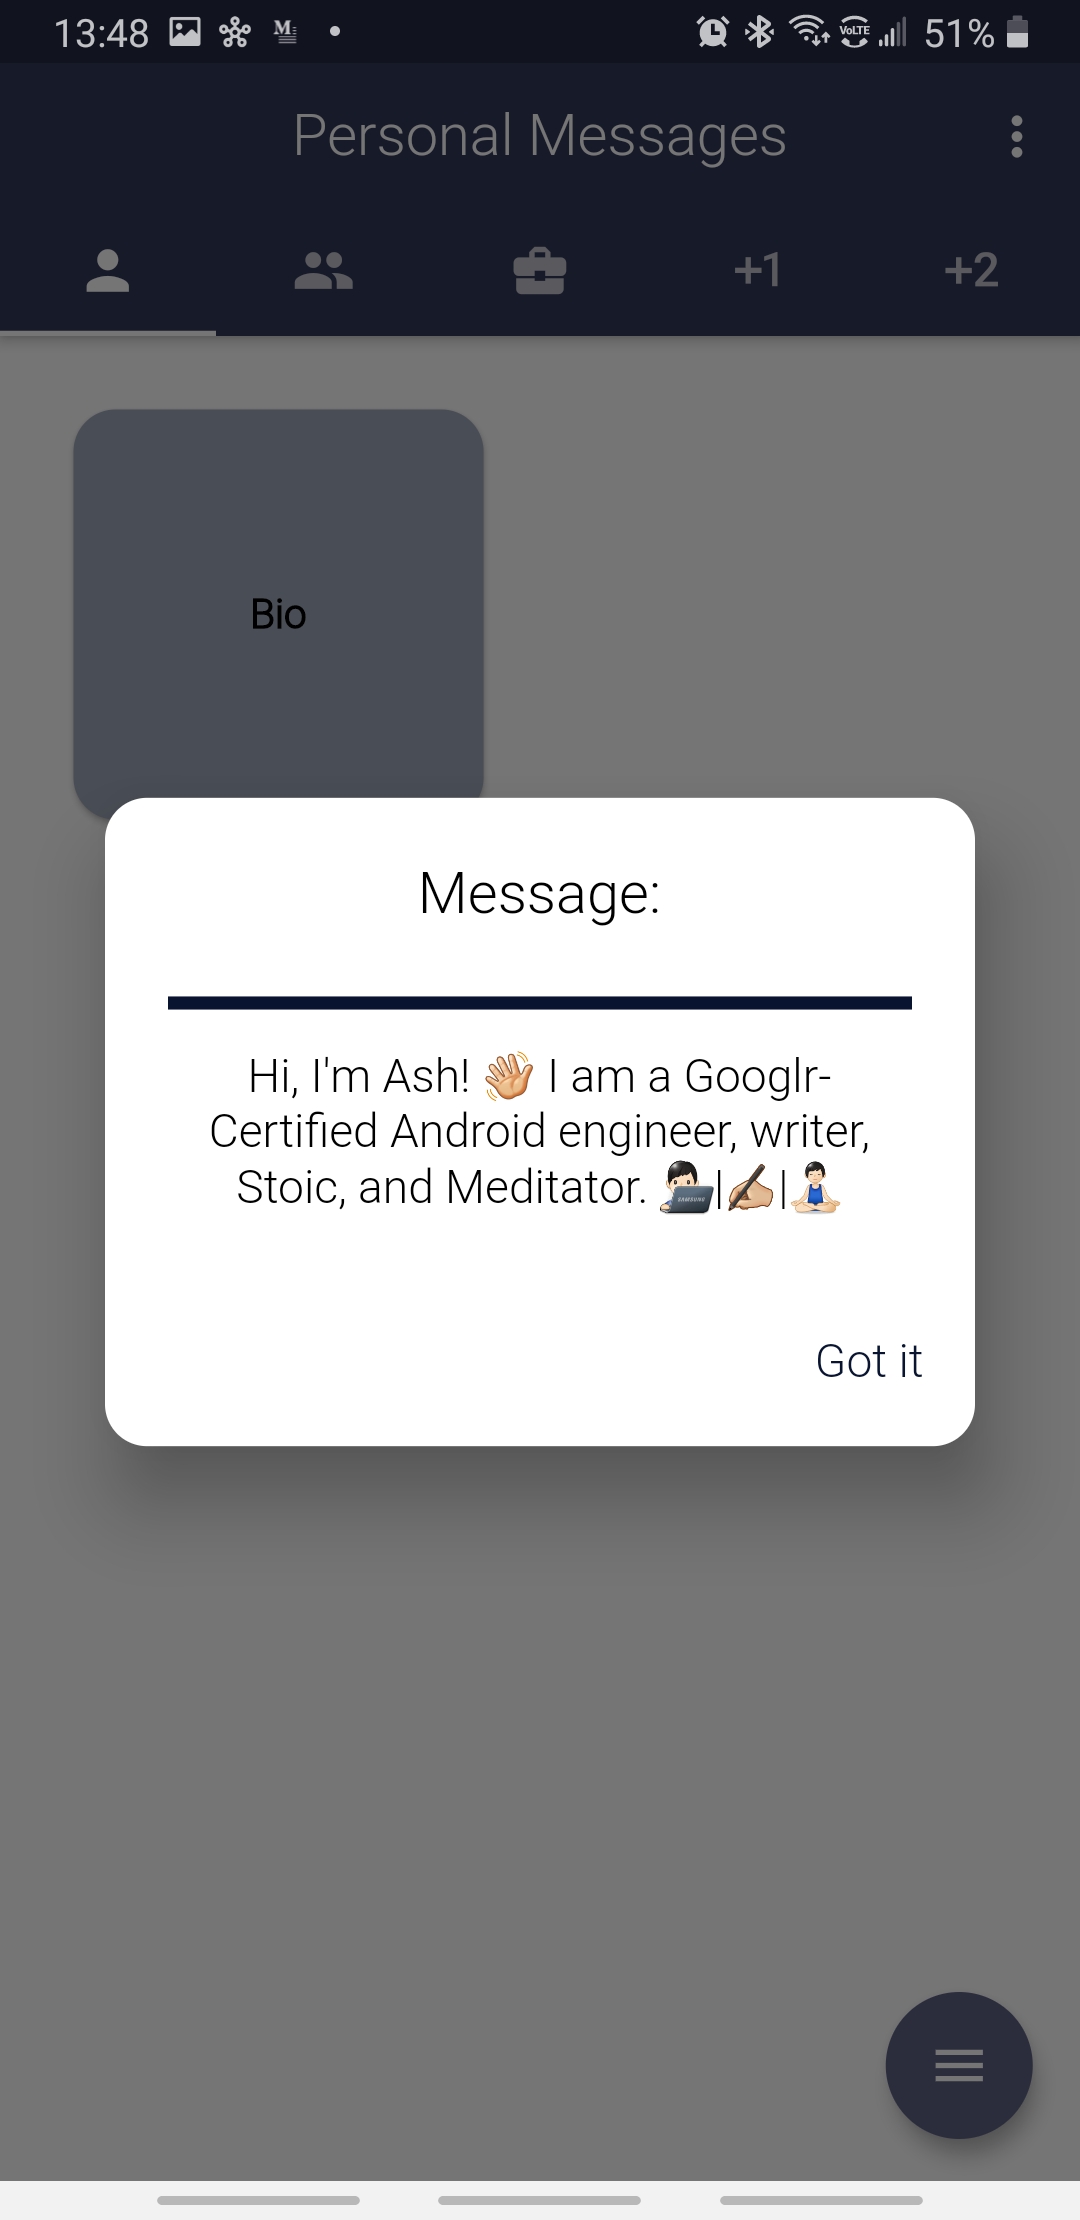 13:48 M VoLTE 51%
Personal Messages
+1 +2
Bio
Message:
Hi, I'm Ash! 👋🏼 I am a Googlr-
Certified Android engineer, writer,
Stoic, and Meditator. 👨🏻‍💻|✍🏼|🧘🏻‍♂️
Got it